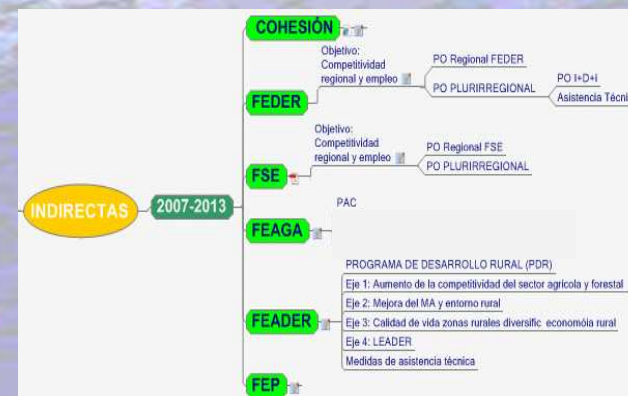 INDIRECTAS
2007-2013
COHESIÓN
FEDER
Objetivo:
Competitividad
regional y empleo
PO Regional FEDER
PO PLURIRREGIONAL
PO I+D+i
Asistencia Técni
FSE
Objetivo:
Competitividad
regional y empleo
PO Regional FSE
PO PLURIRREGIONAL
FEAGA
PAC
FEADER
PROGRAMA DE DESARROLLO RURAL (PDR)
Eje 1: Aumento de la competitividad del sector agrícola y forestal
Eje 2: Mejora del MA y entorno rural
Eje 3: Calidad de vida zonas rurales diversific economóia rural
Eje 4: LEADER
Medidas de asistencia técnica
FEP